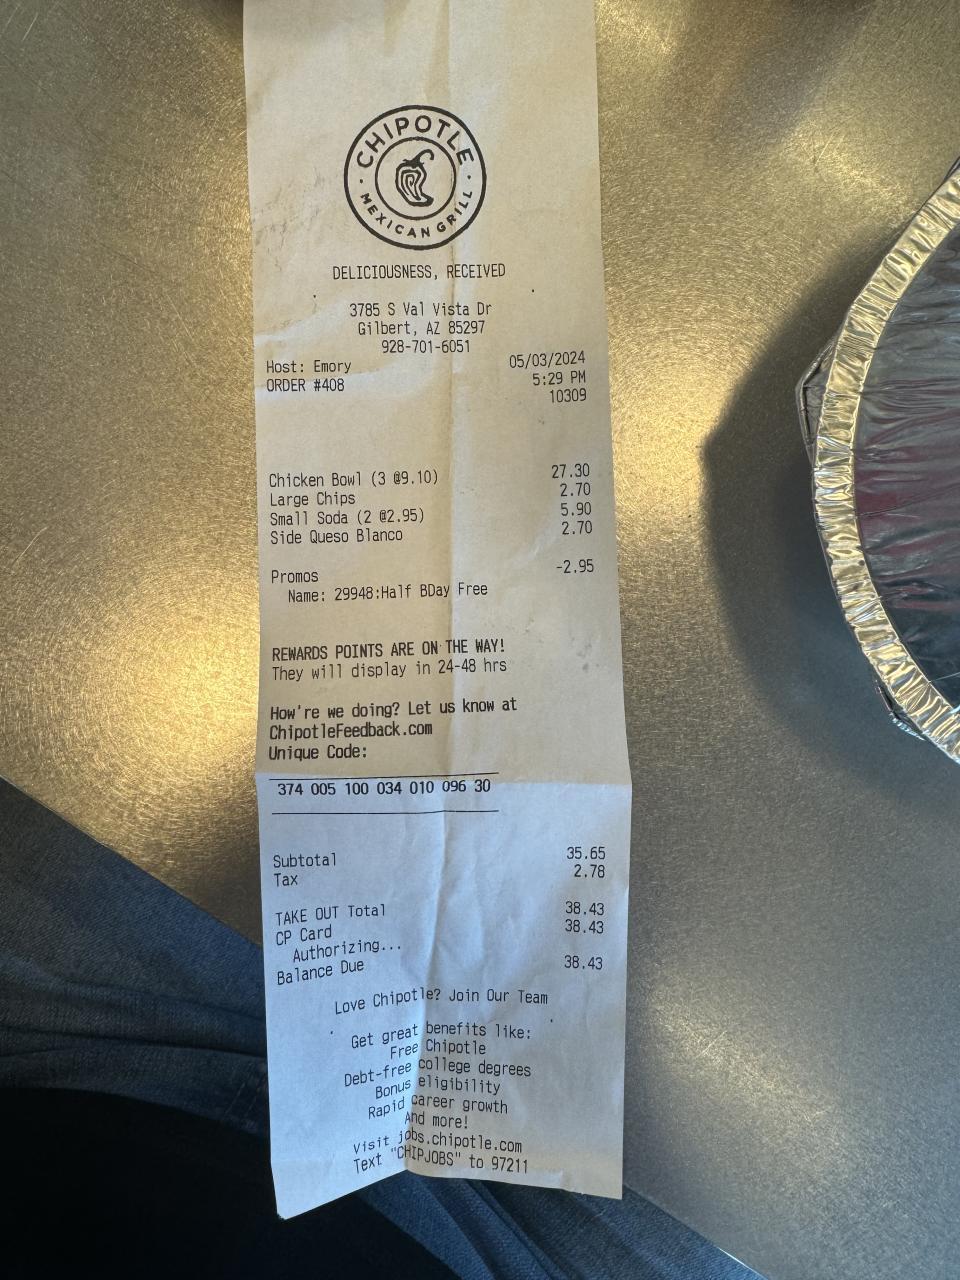 CHIPOTLE
MEXICAN GRILL
DELICIOUSNESS, RECEIVED
3785 S Val Vista Dr
Gilbert, AZ 85297
928-701-6051
Host: Emory 05/03/2024
ORDER #408 5:29 PM
10309
Chicken Bowl (3 @9.10) 27.30
Large Chips 2.70
Small Soda (2 @2.95) 5.90
Side Queso Blanco 2.70
Promos -2.95
Name: 29948:Half BDay Free
REWARDS POINTS ARE ON THE WAY!
They will display in 24-48 hrs
How're we doing? Let us know at
ChipotleFeedback.com
Unique Code:
374 005 100 034 010 096 30
Subtotal 35.65
Tax 2.78
TAKE OUT Total 38.43
CP Card 38.43
Authorizing...
Balance Due 38.43
Love Chipotle? Join Our Team
Get great benefits like:
Free Chipotle
Debt-free college degrees
Bonus eligibility
Rapid career growth
And more!
Visit jobs.chipotle.com
Text "CHIPJOBS" to 97211